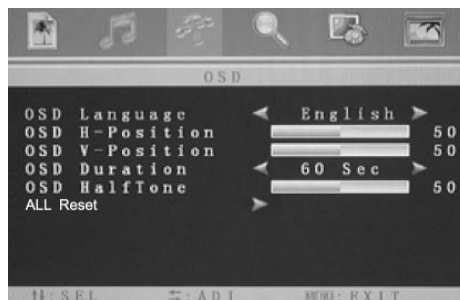 OSD
OSD Language English
OSD H-Position 50
OSD V-Position 50
OSD Duration 60 Sec
OSD HalfTone 50
ALL Reset
: SEL : ADJ MENU: EXIT